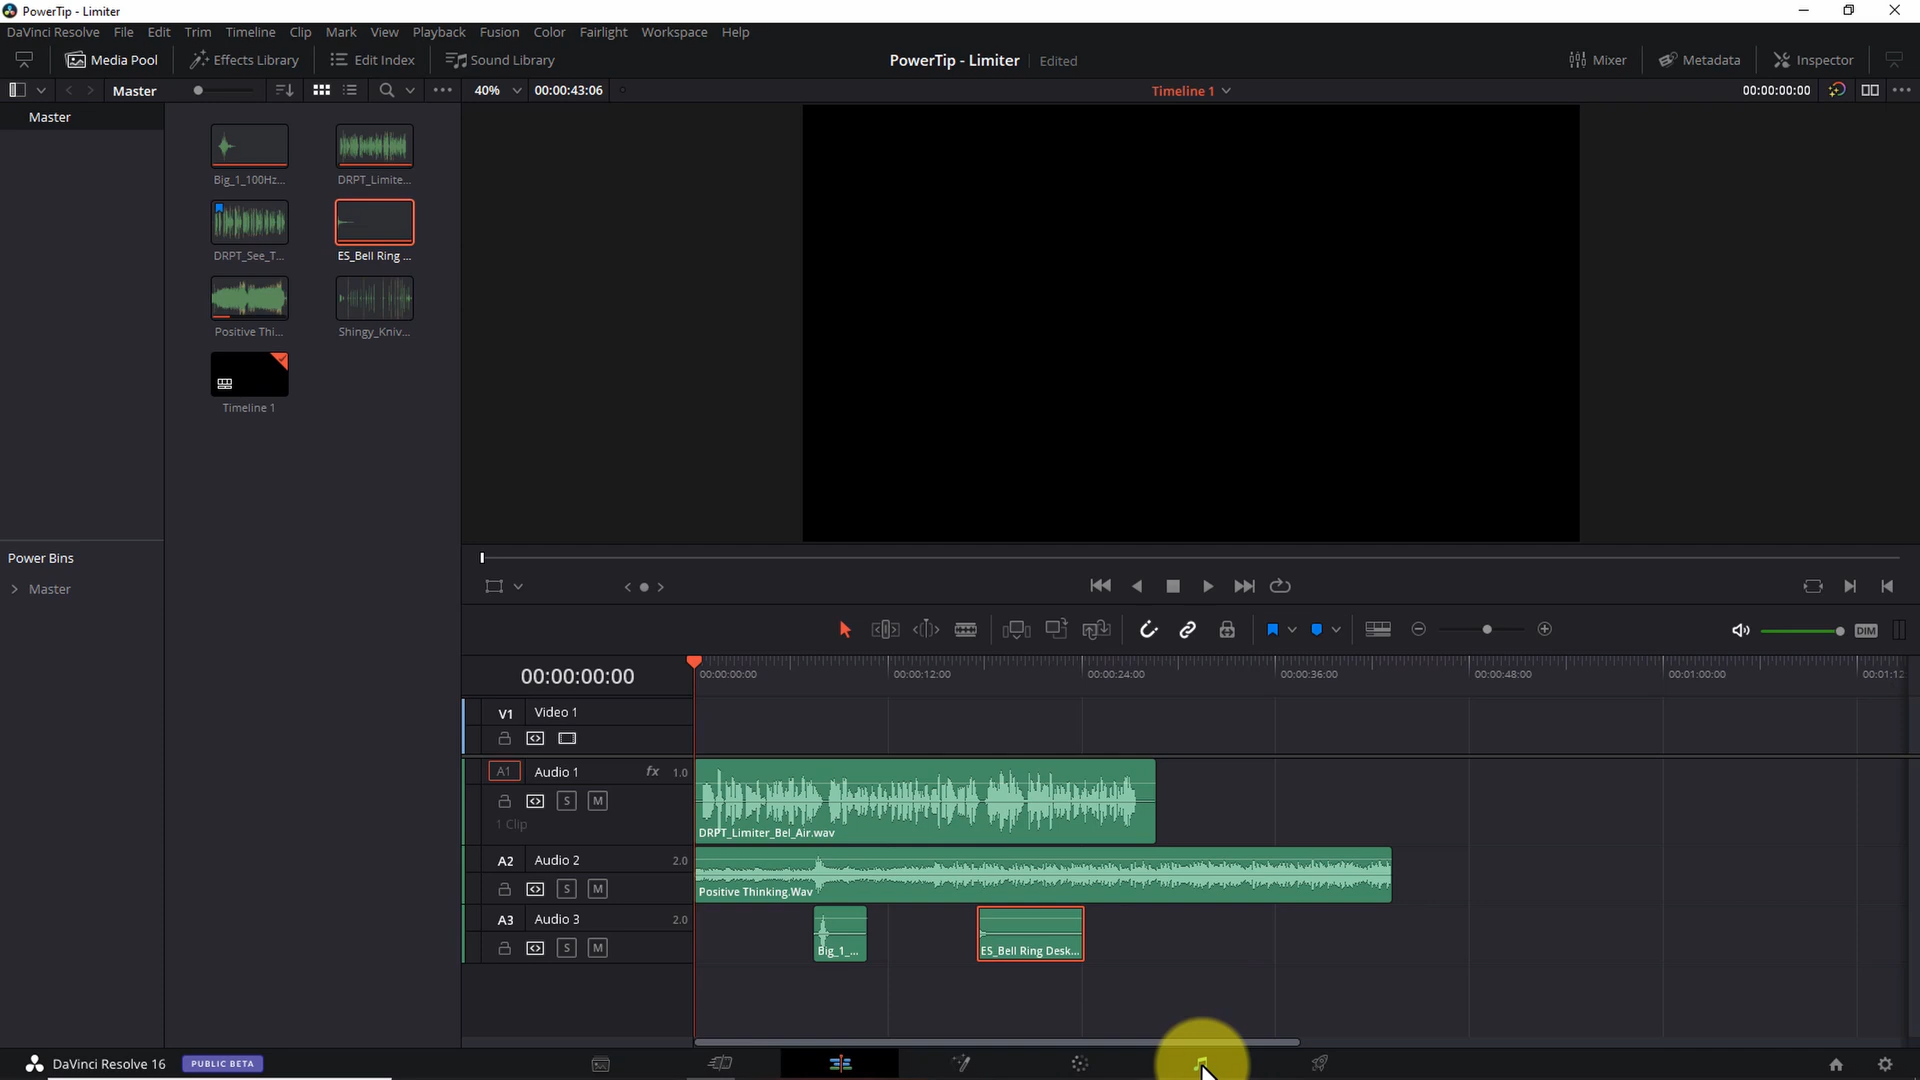 PowerTip - Limiter
DaVinci Resolve File Edit Trim Timeline Clip Mark View Playback Fusion Color Fairlight Workspace Help
Media Pool Effects Library Edit Index Sound Library PowerTip - Limiter Edited Mixer Metadata Inspector
Master 40% 00:00:43:06 Timeline 1 00:00:00:00
Master
Big_1_100Hz... DRPT_Limite...
DRPT_See_T... ES_Bell Ring ...
Positive Thi... Shingy_Kniv...
Timeline 1
Power Bins
Master
DIM
00:00:00:00 00:00:00:00 00:00:12:00 00:00:24:00 00:00:36:00 00:00:48:00 00:01:00:00 00:01:12
V1 Video 1
A1 Audio 1 fx 1.0
S M
1 Clip
DRPT_Limiter_Bel_Air.wav
A2 Audio 2 2.0
S M
Positive Thinking.Wav
A3 Audio 3 2.0
S M
Big_1_... ES_Bell Ring Desk...
DaVinci Resolve 16 PUBLIC BETA